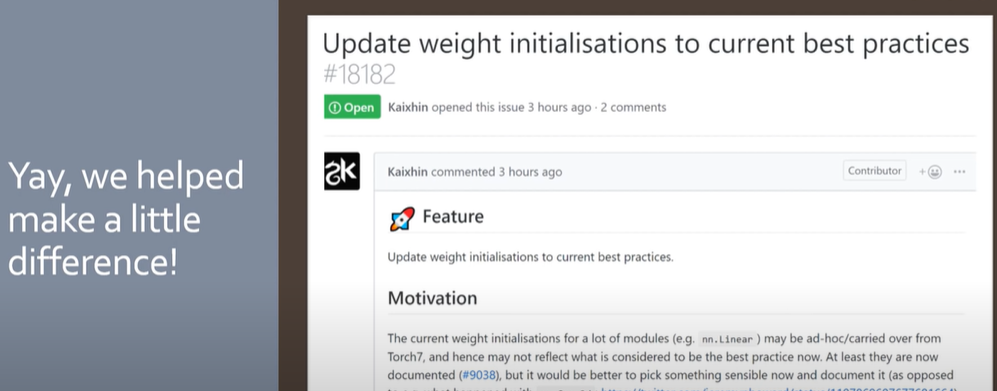 Yay, we helped
make a little
difference!
Update weight initialisations to current best practices
#18182
Open Kaixhin opened this issue 3 hours ago · 2 comments
Kaixhin commented 3 hours ago
Contributor
Feature
Update weight initialisations to current best practices.
Motivation
The current weight initialisations for a lot of modules (e.g. nn.Linear ) may be ad-hoc/carried over from
Torch7, and hence may not reflect what is considered to be the best practice now. At least they are now
documented (#9038), but it would be better to pick something sensible now and document it (as opposed